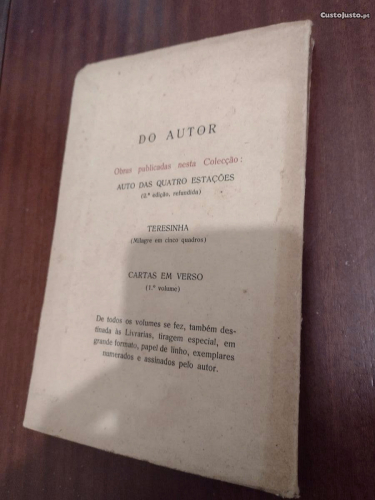 CustoJusto.pt
DO AUTOR
Obras publicadas nesta Colecção:
AUTO DAS QUATRO ESTAÇÕES
(2.ª edição, refundida)
TERESINHA
(Milagre em cinco quadros)
CARTAS EM VERSO
(1.º volume)
De todos os volumes se fez, também des-
tinada às Livrarias, tiragem especial, em
grande formato, papel de linho, exemplares
numerados e assinados pelo autor.